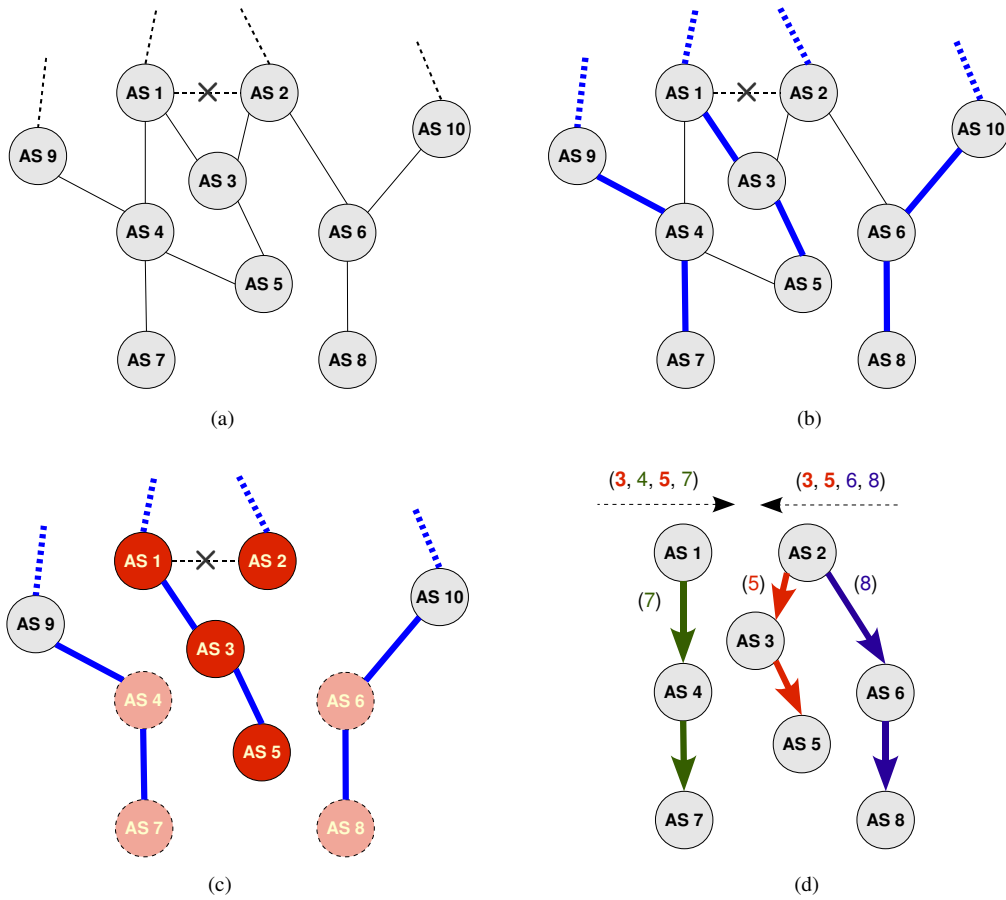 AS 1
AS 2
AS 10
AS 9
AS 3
AS 4
AS 6
AS 5
AS 7
AS 8
(a)
AS 1
AS 2
AS 10
AS 9
AS 3
AS 4
AS 6
AS 5
AS 7
AS 8
(b)
AS 1
AS 2
AS 10
AS 9
AS 3
AS 4
AS 6
AS 5
AS 7
AS 8
(c)
(3, 4, 5, 7)
(3, 5, 6, 8)
AS 1
AS 2
(7)
(5)
(8)
AS 3
AS 4
AS 6
AS 5
AS 7
AS 8
(d)